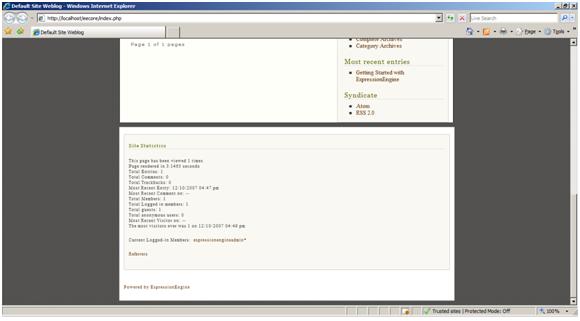 Default Site Weblog - Windows Internet Explorer
http://localhost/eecore/index.php
Live Search
Default Site Weblog
Page
Tools
Complete Archives
Category Archives
Page 1 of 1 pages
Most recent entries
Getting Started with
ExpressionEngine
Syndicate
Atom
RSS 2.0
Site Statistics
This page has been viewed 1 times
Page rendered in 3.1463 seconds
Total Entries: 1
Total Comments: 0
Total Trackbacks: 0
Most Recent Entry: 12/10/2007 04:47 pm
Most Recent Comment on: --
Total Members: 1
Total Logged in members: 1
Total guests: 1
Total anonymous users: 0
Most Recent Visitor on: --
The most visitors ever was 1 on 12/10/2007 04:48 pm
Current Logged-in Members: expressionengineadmin*
Referrers
Powered by ExpressionEngine
Trusted sites | Protected Mode: Off
100%